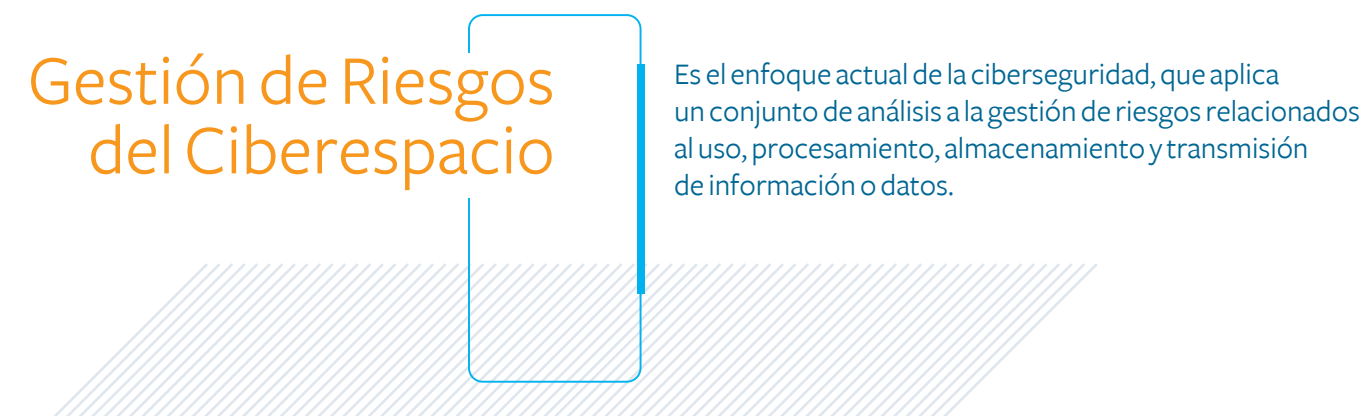 Gestión de Riesgos
del Ciberespacio
Es el enfoque actual de la ciberseguridad, que aplica
un conjunto de análisis a la gestión de riesgos relacionados
al uso, procesamiento, almacenamiento y transmisión
de información o datos.